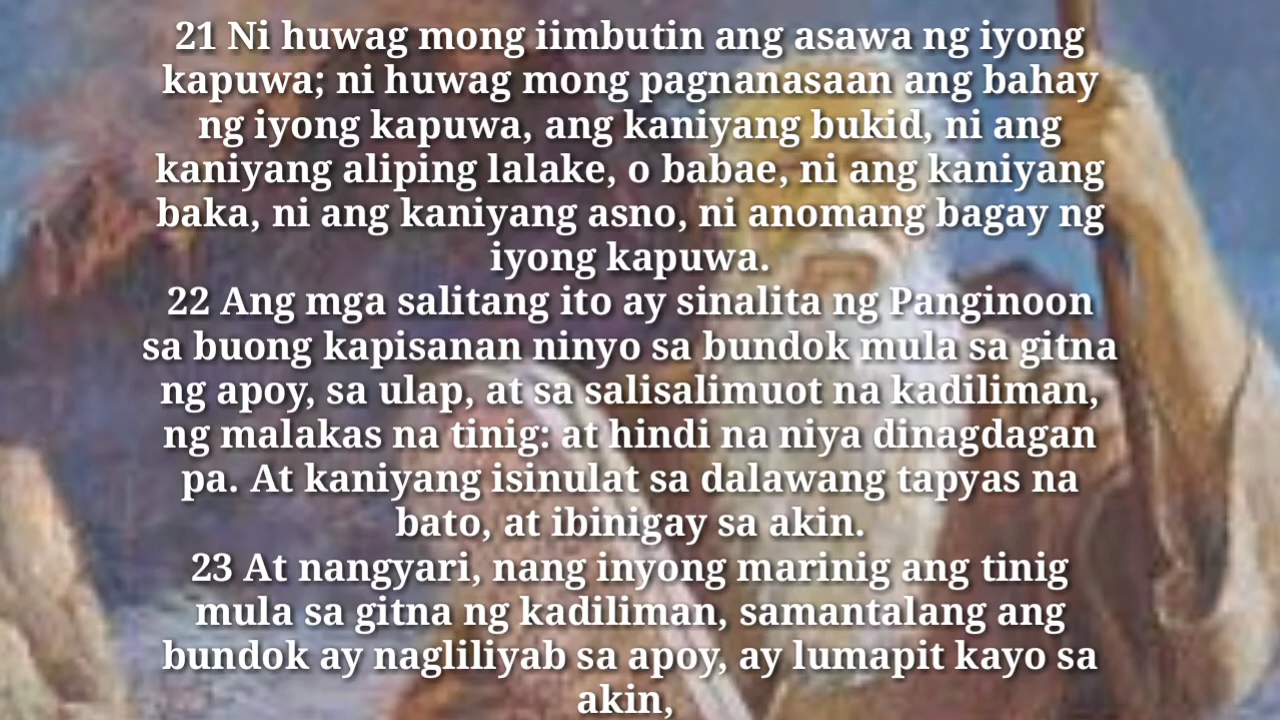 21 Ni huwag mong iimbutin ang asawa ng iyong
kapuwa; ni huwag mong pagnanasaan ang bahay
ng iyong kapuwa, ang kaniyang bukid, ni ang
kaniyang aliping lalake, o babae, ni ang kaniyang
baka, ni ang kaniyang asno, ni anomang bagay ng
iyong kapuwa.
22 Ang mga salitang ito ay sinalita ng Panginoon
sa buong kapisanan ninyo sa bundok mula sa gitna
ng apoy, sa ulap, at sa salisalimuot na kadiliman,
ng malakas na tinig: at hindi na niya dinagdagan
pa. At kaniyang isinulat sa dalawang tapyas na
bato, at ibinigay sa akin.
23 At nangyari, nang inyong marinig ang tinig
mula sa gitna ng kadiliman, samantalang ang
bundok ay nagliliyab sa apoy, ay lumapit kayo sa
akin,